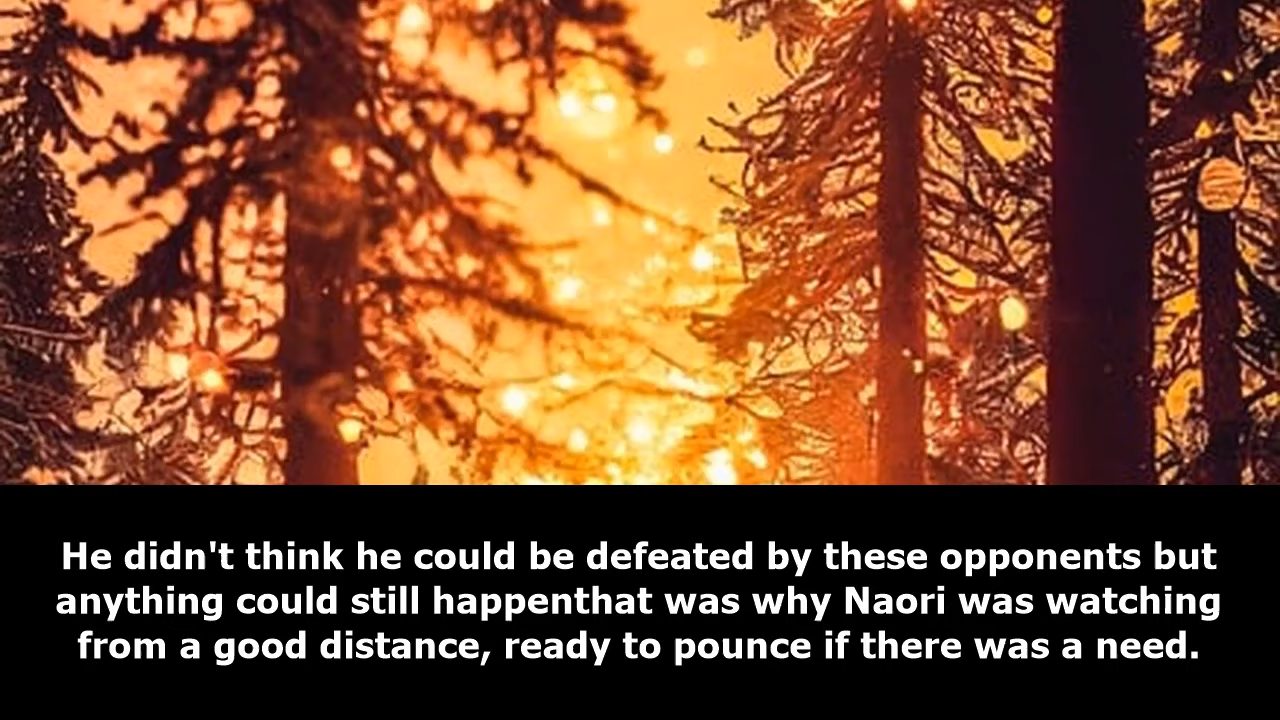 He didn't think he could be defeated by these opponents but
anything could still happenthat was why Naori was watching
from a good distance, ready to pounce if there was a need.